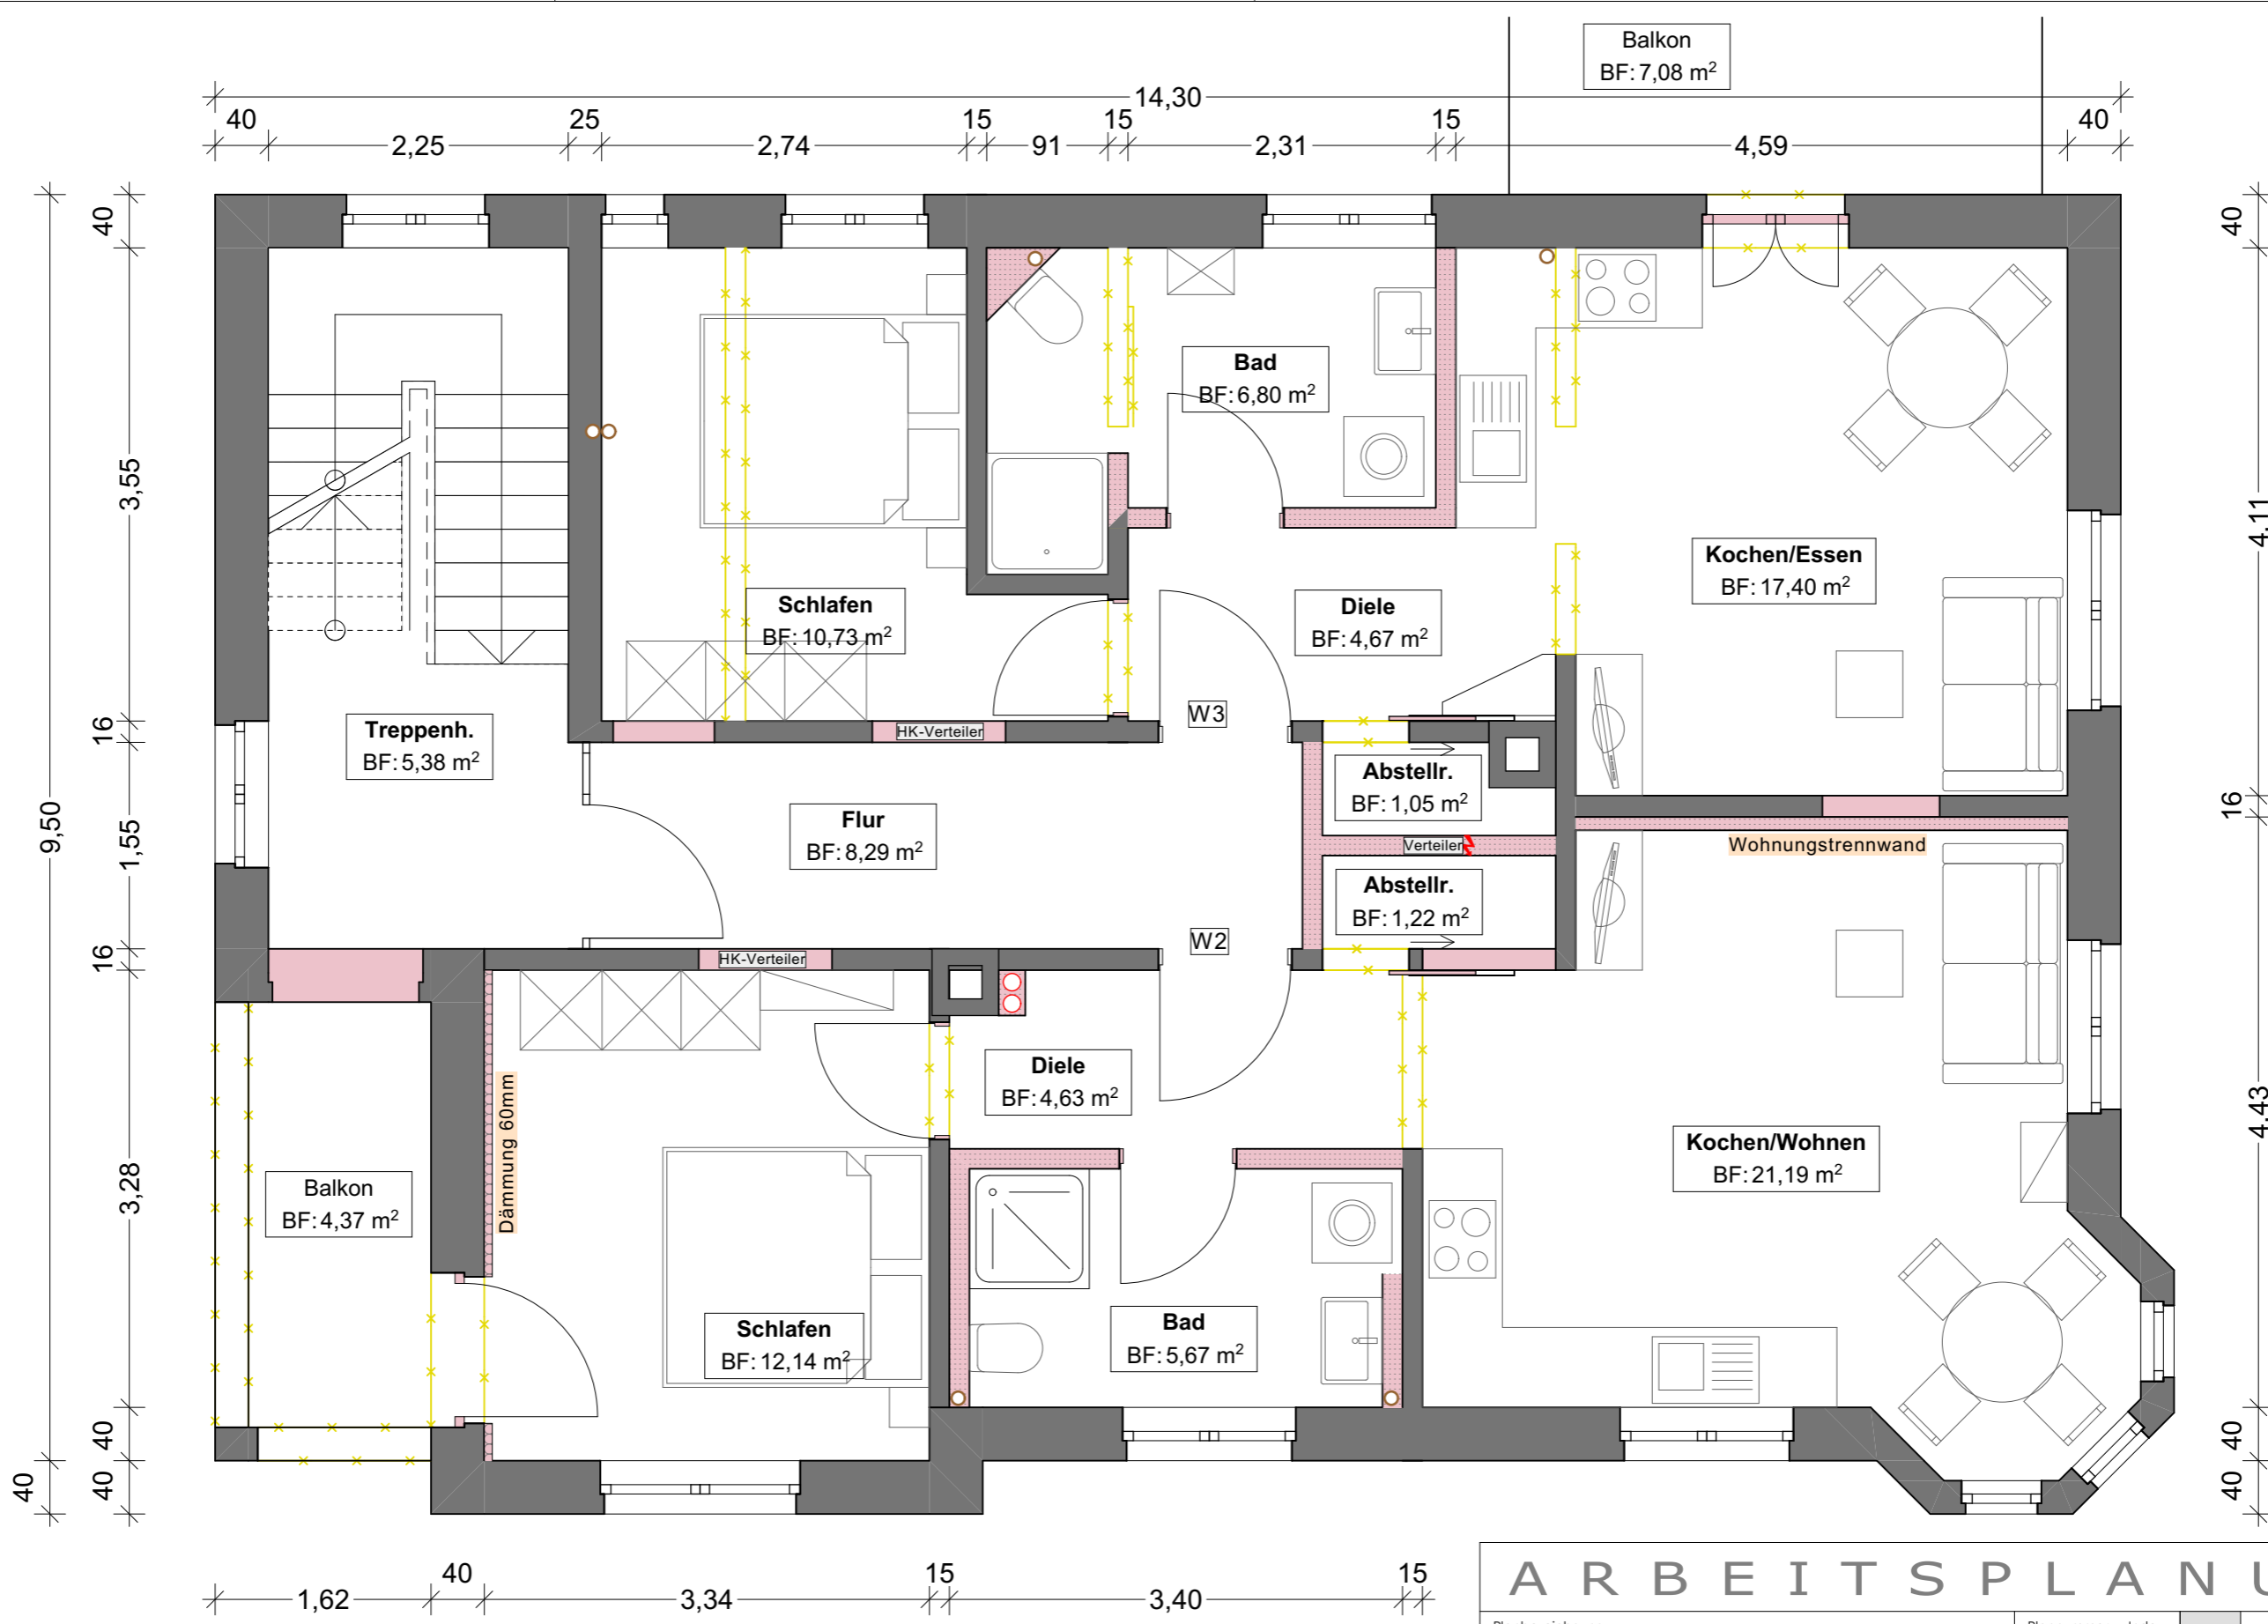 Balkon
BF: 7,08 m²
14,30
40
25
15
15
15
40
2,25
2,74
91
2,31
4,59
40
3,55
16
1,55
16
3,28
40
40
9,50
40
40
4,11
16
4,43
40
40
Bad
BF: 6,80 m²
Kochen/Essen
BF: 17,40 m²
Schlafen
BF: 10,73 m²
Diele
BF: 4,67 m²
W3
Treppenh.
BF: 5,38 m²
HK-Verteiler
Abstellr.
BF: 1,05 m²
Flur
BF: 8,29 m²
Verteiler
Wohnungstrennwand
Abstellr.
BF: 1,22 m²
W2
HK-Verteiler
Diele
BF: 4,63 m²
Dämmung 60mm
Kochen/Wohnen
BF: 21,19 m²
Balkon
BF: 4,37 m²
Schlafen
BF: 12,14 m²
Bad
BF: 5,67 m²
40
15
15
1,62
3,34
3,40
ARBEITSPLANU